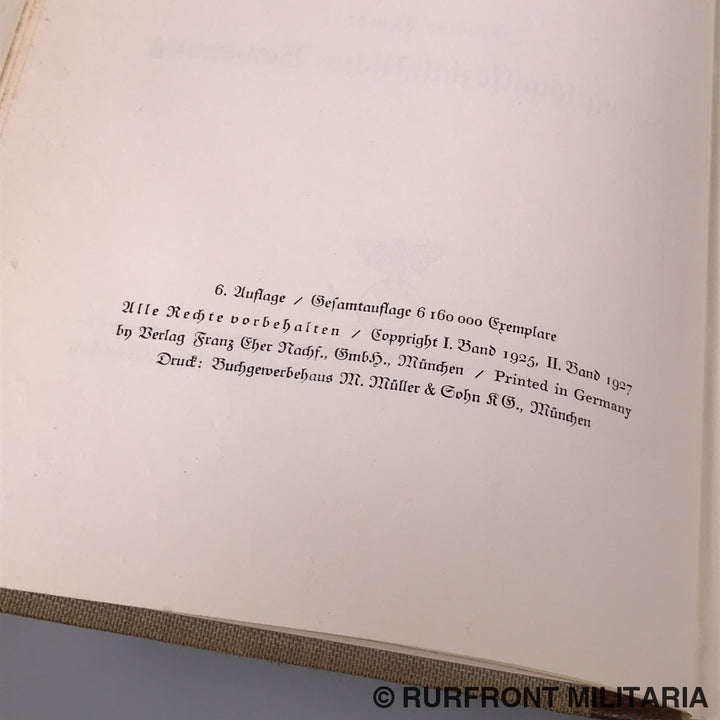 6. Auflage / Gesamtauflage 6 160 000 Exemplare
Alle Rechte vorbehalten / Copyright I. Band 1925, II. Band 1927
by Verlag Franz Eher Nachf., GmbH., München / Printed in Germany
Druck: Buchgewerbehaus M. Müller & Sohn KG., München
© RURFRONT MILITARIA